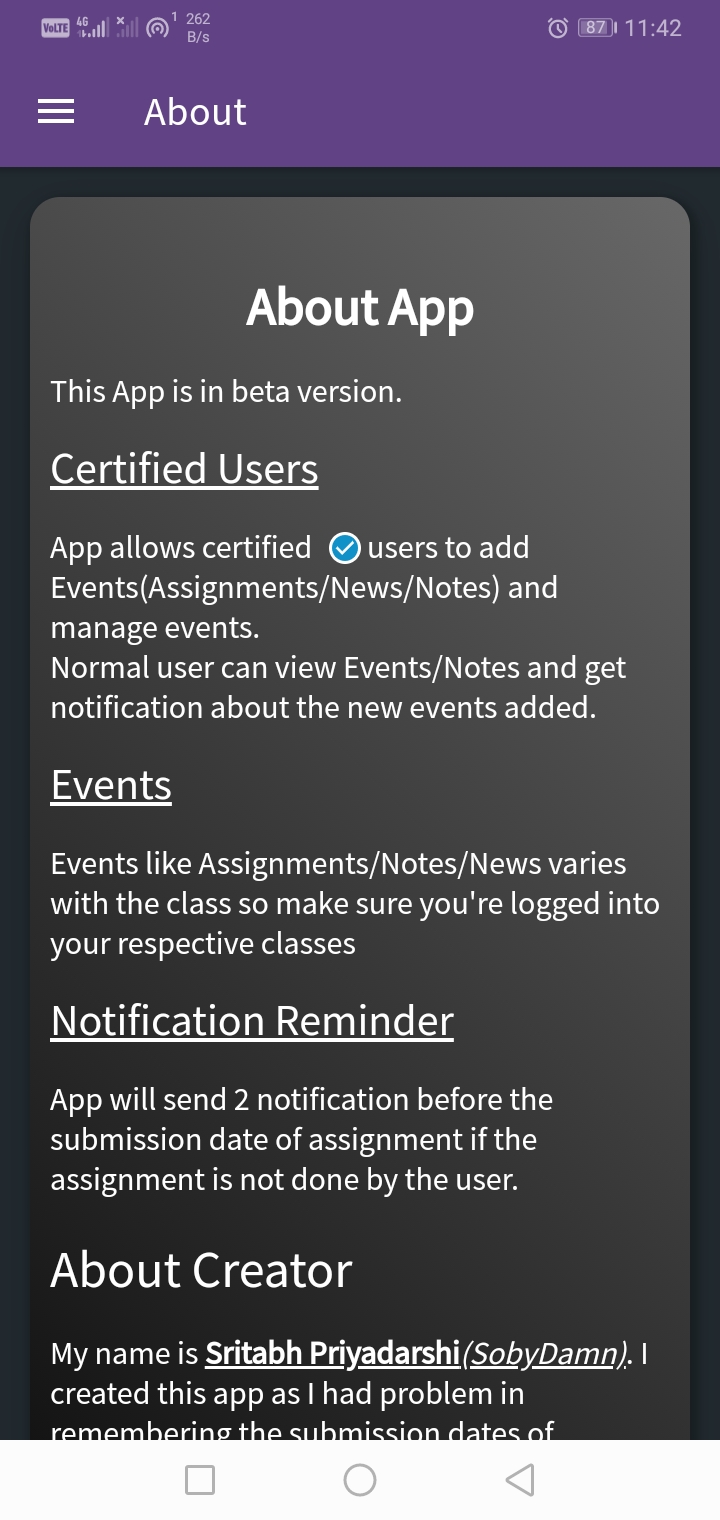 VoLTE 4G 1 262 B/s 87 11:42
About
About App
This App is in beta version.
Certified Users
App allows certified users to add
Events(Assignments/News/Notes) and
manage events.
Normal user can view Events/Notes and get
notification about the new events added.
Events
Events like Assignments/Notes/News varies
with the class so make sure you're logged into
your respective classes
Notification Reminder
App will send 2 notification before the
submission date of assignment if the
assignment is not done by the user.
About Creator
My name is Sritabh Priyadarshi(SobyDamn). I
created this app as I had problem in
remembering the submission dates of